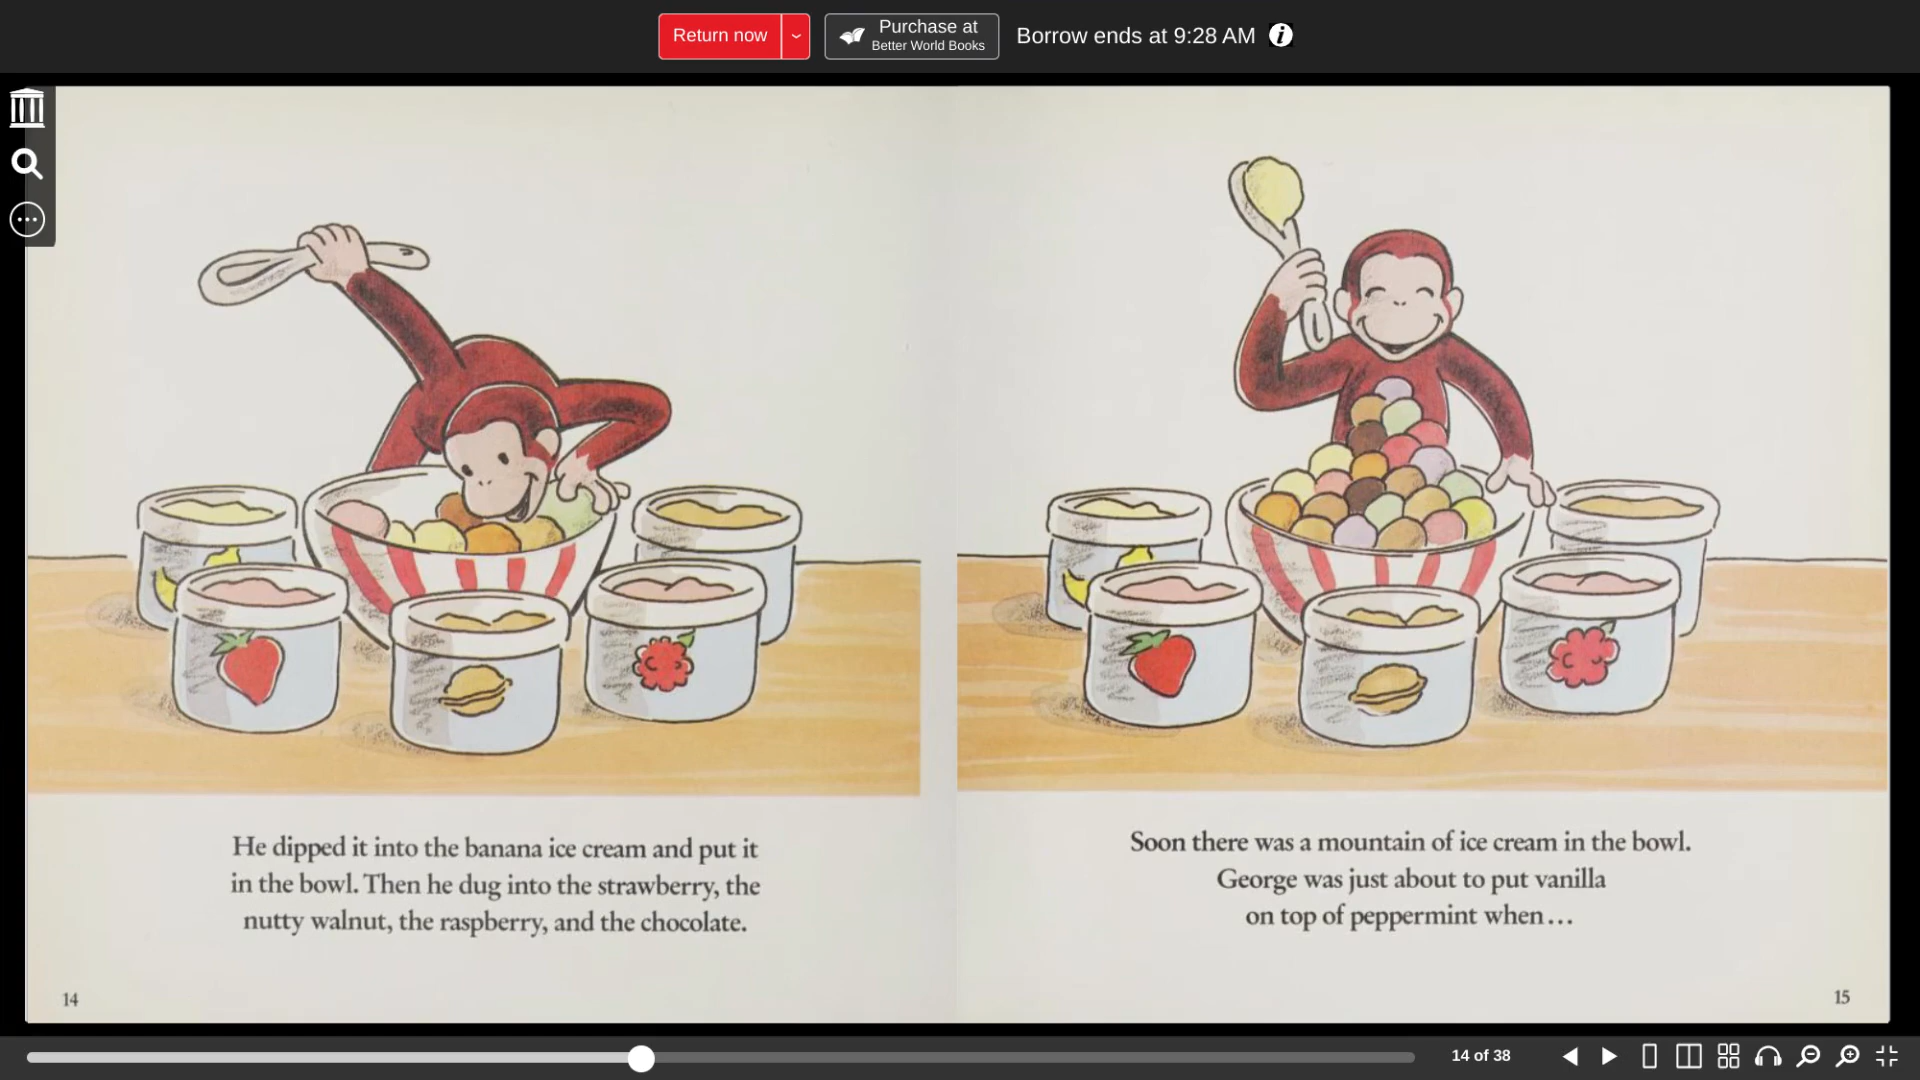 Return now
Purchase at
Better World Books
Borrow ends at 9:28 AM
He dipped it into the banana ice cream and put it
in the bowl. Then he dug into the strawberry, the
nutty walnut, the raspberry, and the chocolate.
14
Soon there was a mountain of ice cream in the bowl.
George was just about to put vanilla
on top of peppermint when...
15
14 of 38